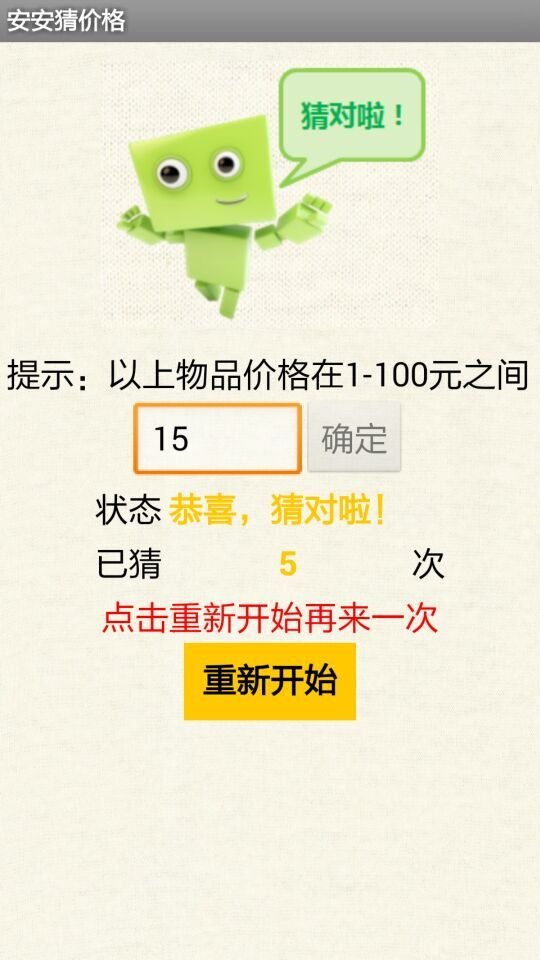 安安猜价格
猜对啦！
提示：以上物品价格在1-100元之间
15 确定
状态 恭喜，猜对啦！
已猜 5 次
点击重新开始再来一次
重新开始